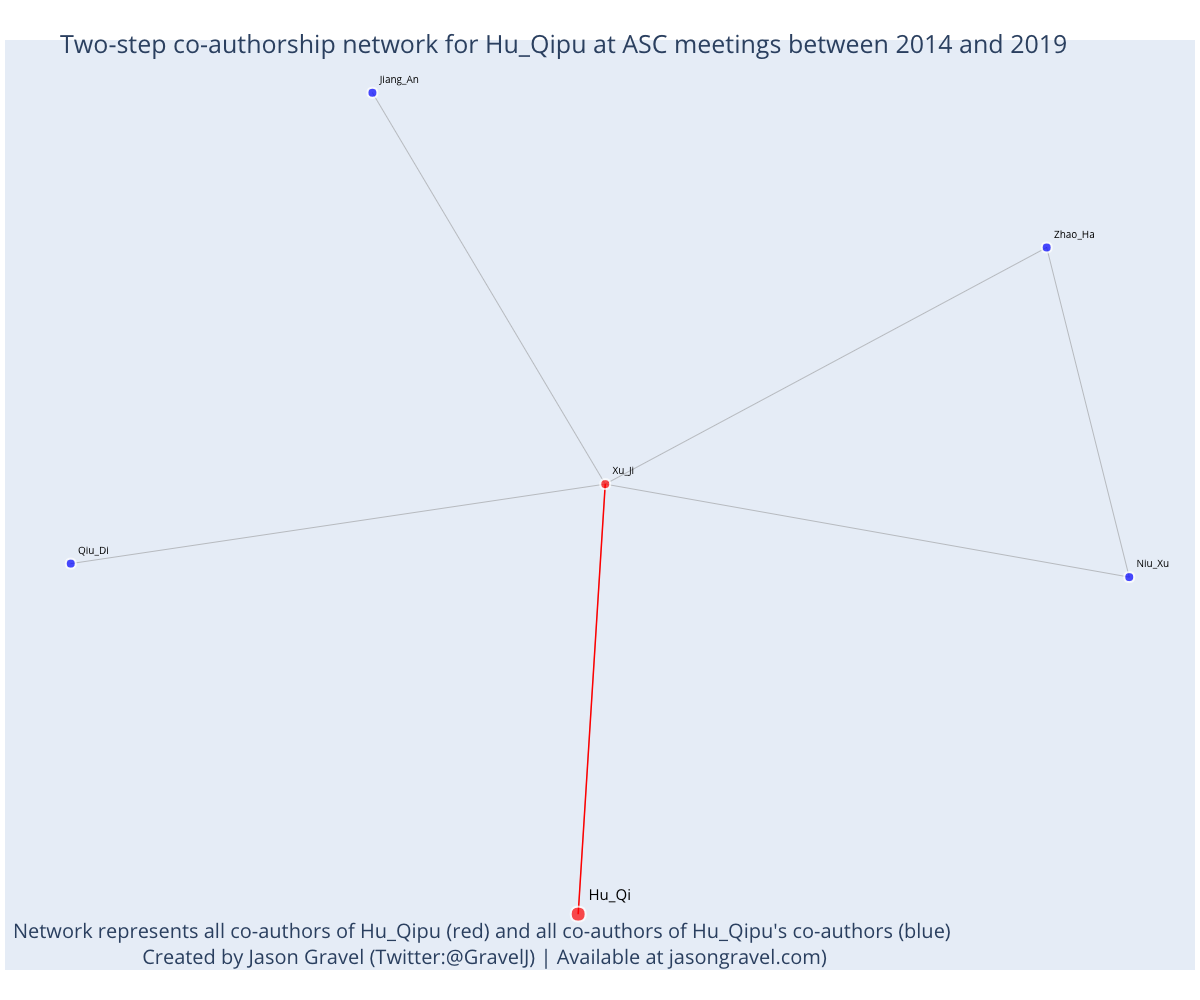 Two-step co-authorship network for Hu_Qipu at ASC meetings between 2014 and 2019
Jiang_An
Zhao_Ha
Xu_Ji
Qiu_Di
Niu_Xu
Hu_Qi
Network represents all co-authors of Hu_Qipu (red) and all co-authors of Hu_Qipu's co-authors (blue)
Created by Jason Gravel (Twitter:@GravelJ) | Available at jasongravel.com)